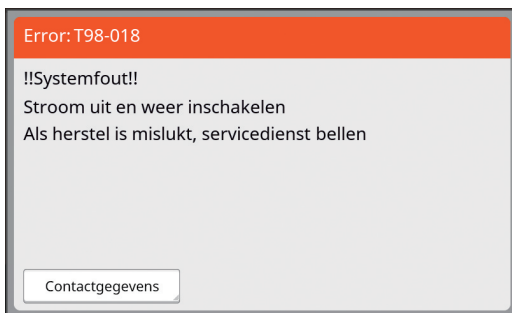 Error: T98-018
!!Systemfout!!
Stroom uit en weer inschakelen
Als herstel is mislukt, servicedienst bellen
Contactgegevens